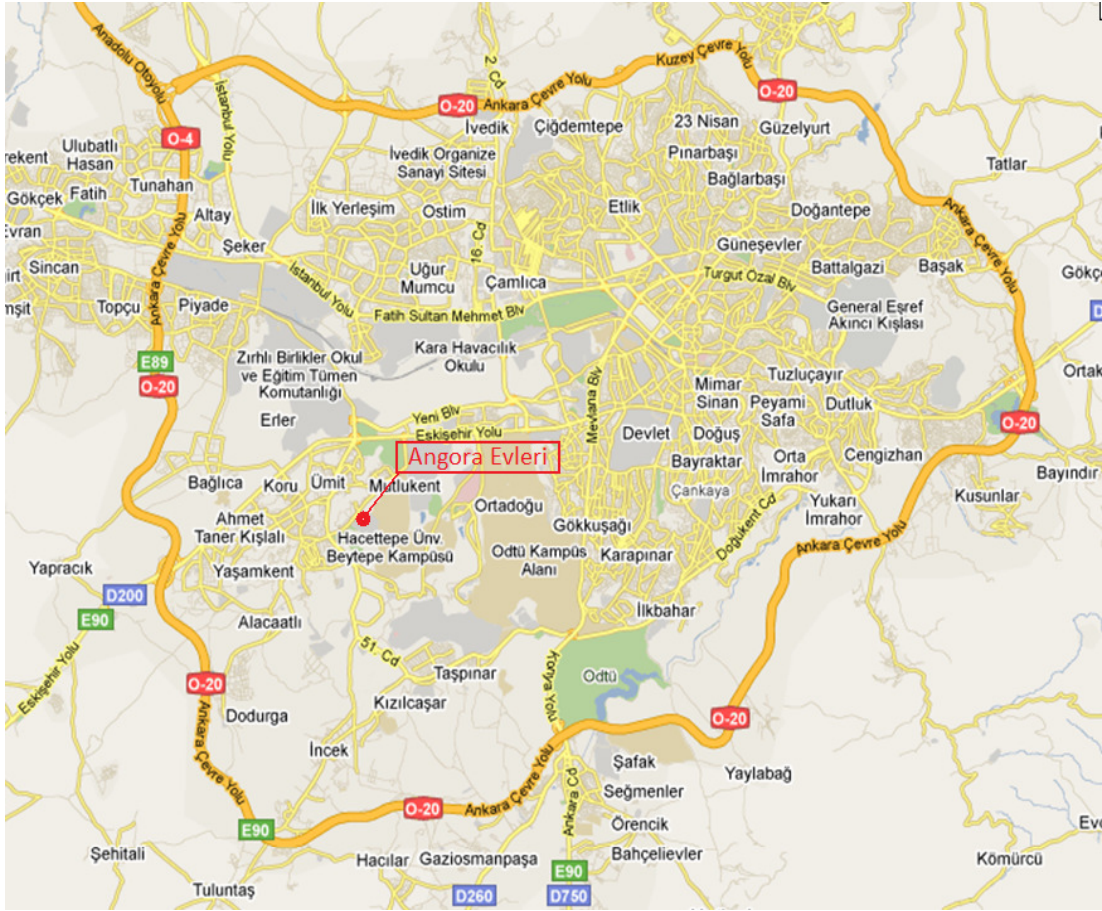 Anadolu Otoyolu
İstanbul Yolu
2 Cd
Kuzey Çevre Yolu
O-20
Ankara Çevre Yolu
O-20
O-4
İvedik
Çiğdemtepe
23 Nisan
Güzelyurt
Ulubatlı
Hasan
rekent
İvedik Organize
Sanayi Sitesi
Pınarbaşı
Tatlar
Gökçek
Fatih
Tunahan
Bağlarbaşı
Altay
İlk Yerleşim
Ostim
Etlik
Doğantepe
Ankara Çevre Yolu
Evran
Şeker
16. Cd
Güneşevler
Sincan
İstanbul Yolu
Uğur
Mumcu
Çamlıca
Turgut Özal Blv
Battalgazi
Başak
Gökç
irt
mşit
Topçu
Piyade
Ankara Çevre Yolu
Fatih Sultan Mehmet Blv
General Eşref
Akıncı Kışlası
D
Kara Havacılık
Okulu
E89
O-20
Zırhlı Birlikler Okul
ve Eğitim Tümen
Komutanlığı
Mevlana Blv
Mimar
Sinan
Peyami
Safa
Tuzluçayır
Dutluk
Ortak
Erler
Yeni Blv
Eskişehir Yolu
Devlet
Doğuş
O-20
Angora Evleri
Bayraktar
Orta
İmrahor
Cengizhan
Bayındır
Bağlıca
Koru
Ümit
Mutlukent
Çankaya
Kusunlar
Ortadoğu
Yukarı
İmrahor
Ahmet
Taner Kışlalı
Hacettepe Ünv.
Beytepe Kampüsü
Gökkuşağı
Doğukent Cd
Ankara Çevre Yolu
Yapracık
Yaşamkent
Odtü Kampüs
Alanı
Karapınar
D200
E90
Alacaatlı
İlkbahar
Eskişehir Yolu
51. Cd
Taşpınar
Konya Yolu
Odtü
O-20
Dodurga
Kızılcaşar
O-20
Ankara Çevre Yolu
İncek
Şafak
Yaylabağ
Ankara Çevre Yolu
O-20
Ankara Cd
Seğmenler
E90
Örencik
Evc
Şehitali
Hacılar
Gaziosmanpaşa
Bahçelievler
Kömürcü
Tuluntaş
E90
D260
D750